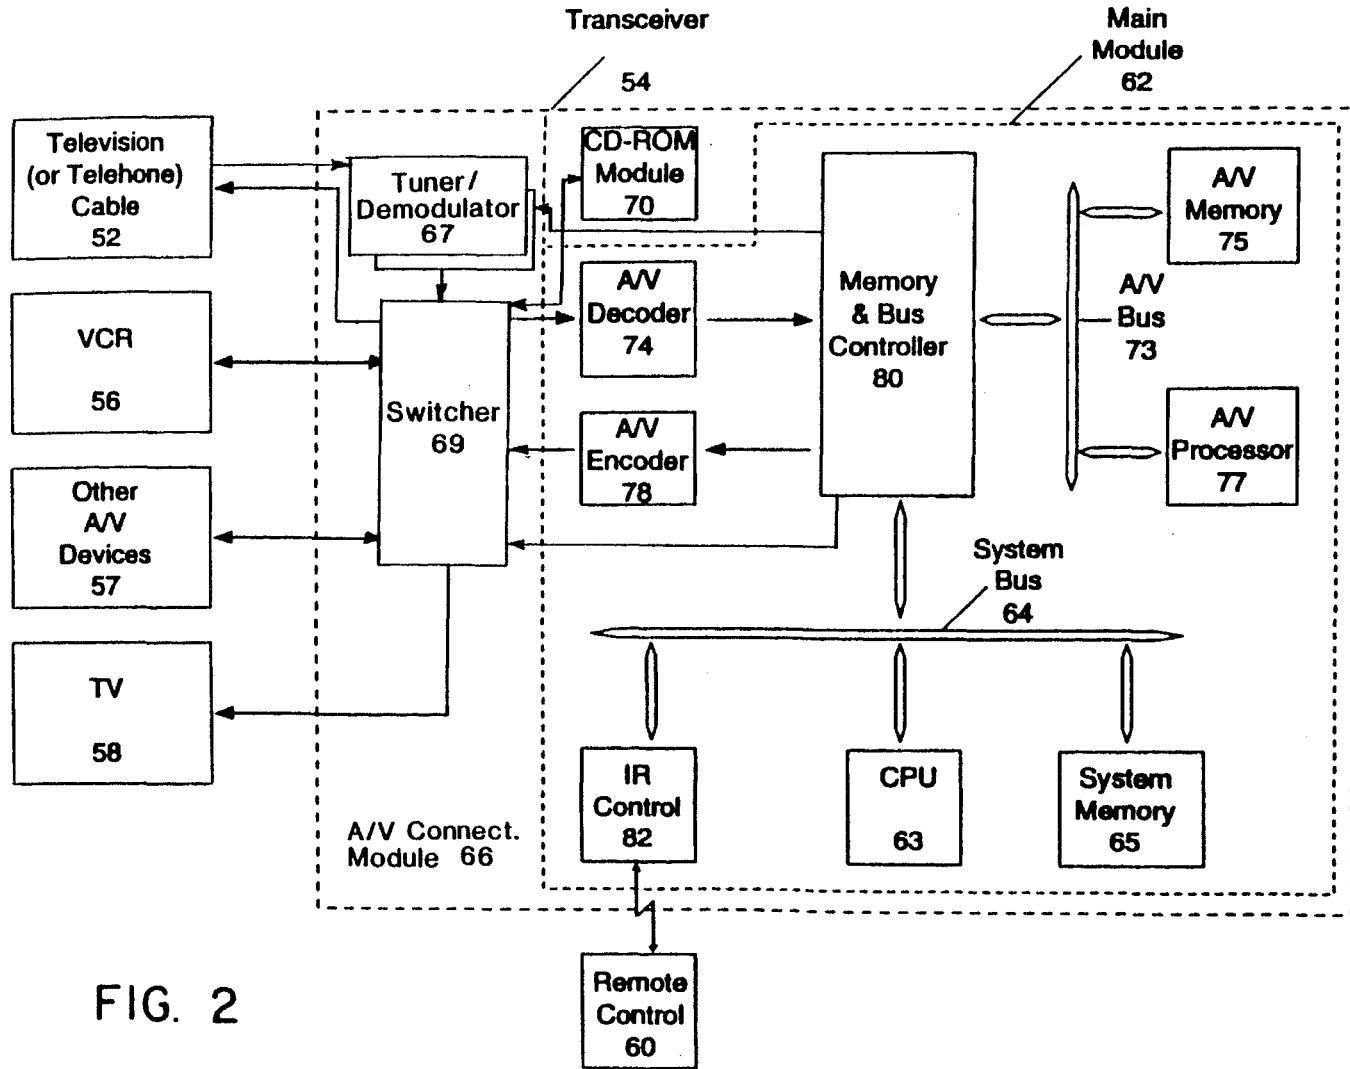 Transceiver
54
Main
Module
62
Television
(or Telehone)
Cable
52
Tuner/
Demodulator
67
CD-ROM
Module
70
A/V
Memory
75
VCR
56
Switcher
69
A/V
Decoder
74
Memory
& Bus
Controller
80
A/V
Bus
73
A/V
Encoder
78
A/V
Processor
77
Other
A/V
Devices
57
System
Bus
64
TV
58
A/V Connect.
Module 66
IR
Control
82
CPU
63
System
Memory
65
Remote
Control
60
FIG. 2